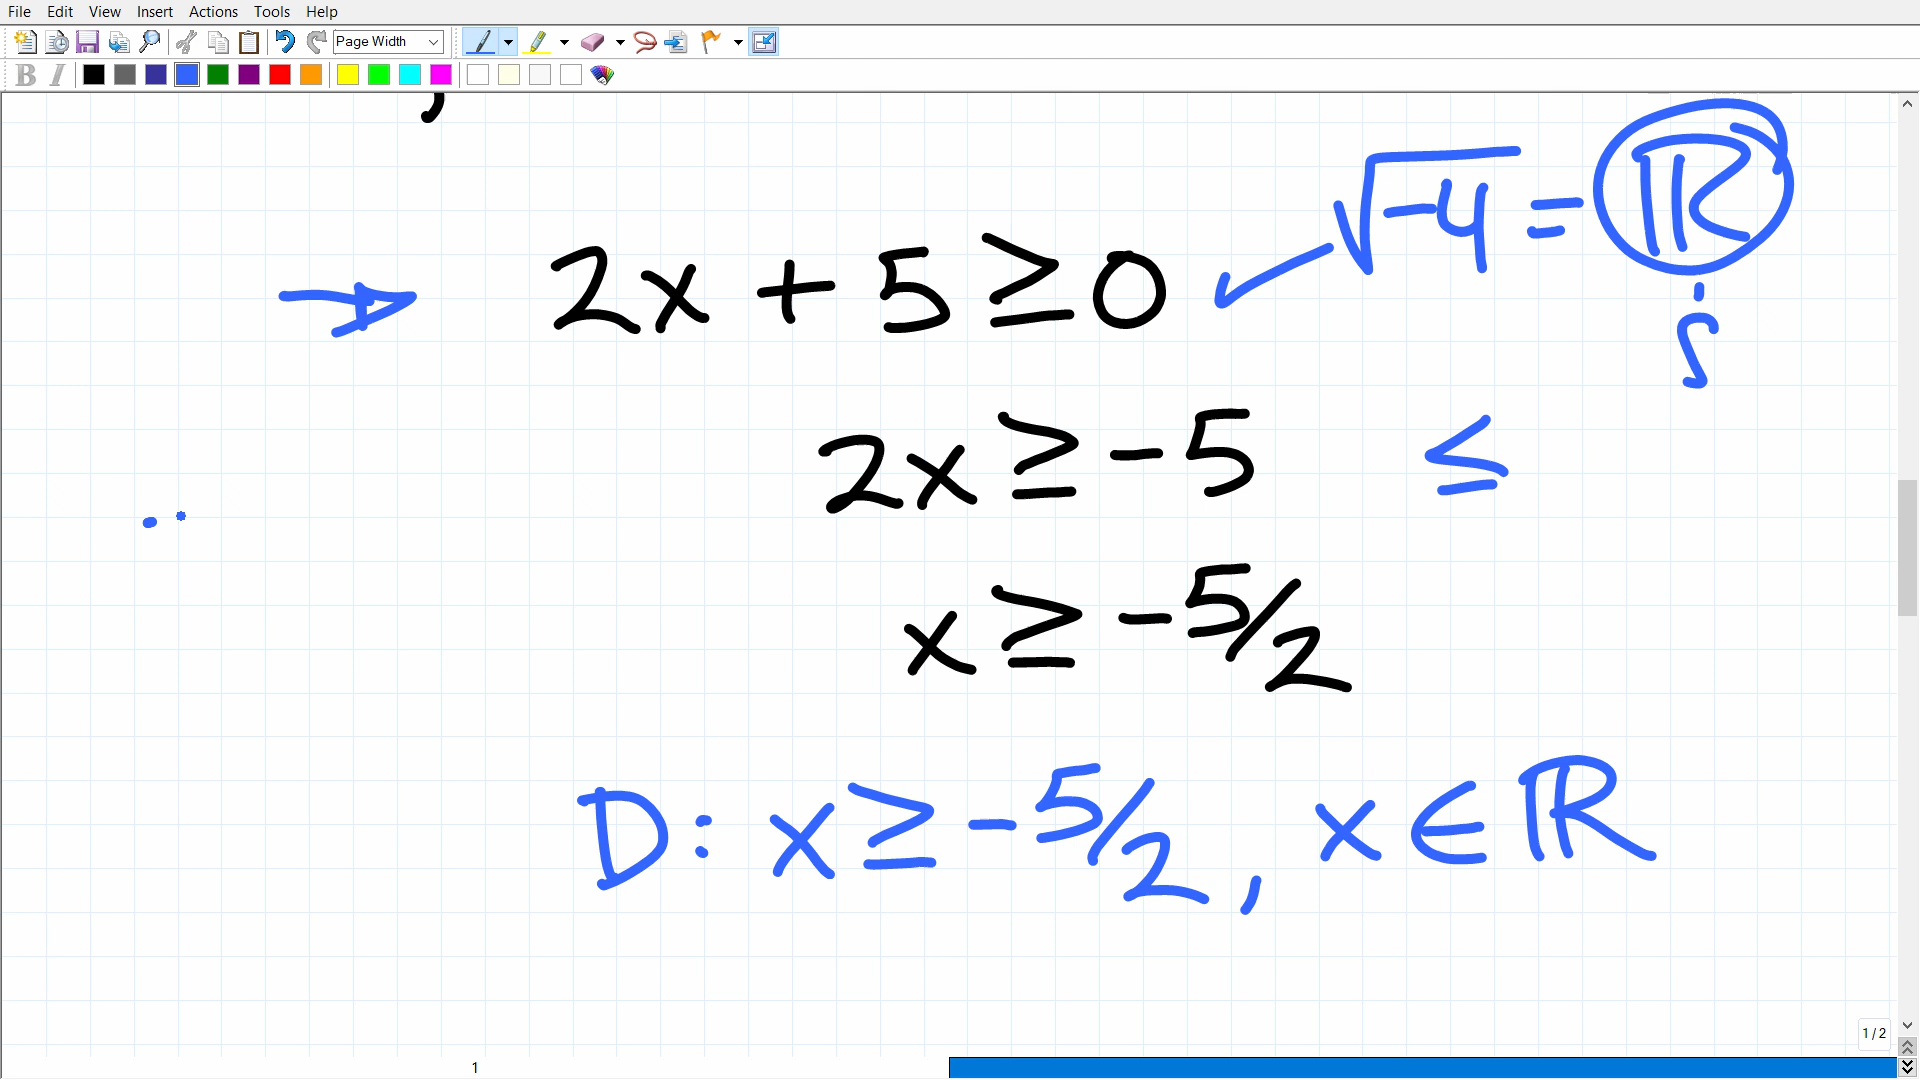 File Edit View Insert Actions Tools Help
Page Width
B I
,
√-4 = ℝ
2x + 5 ≥ 0
2x ≥ -5 ≤
x ≥ -5/2
D: x ≥ -5/2, x ∈ ℝ
1 / 2
1